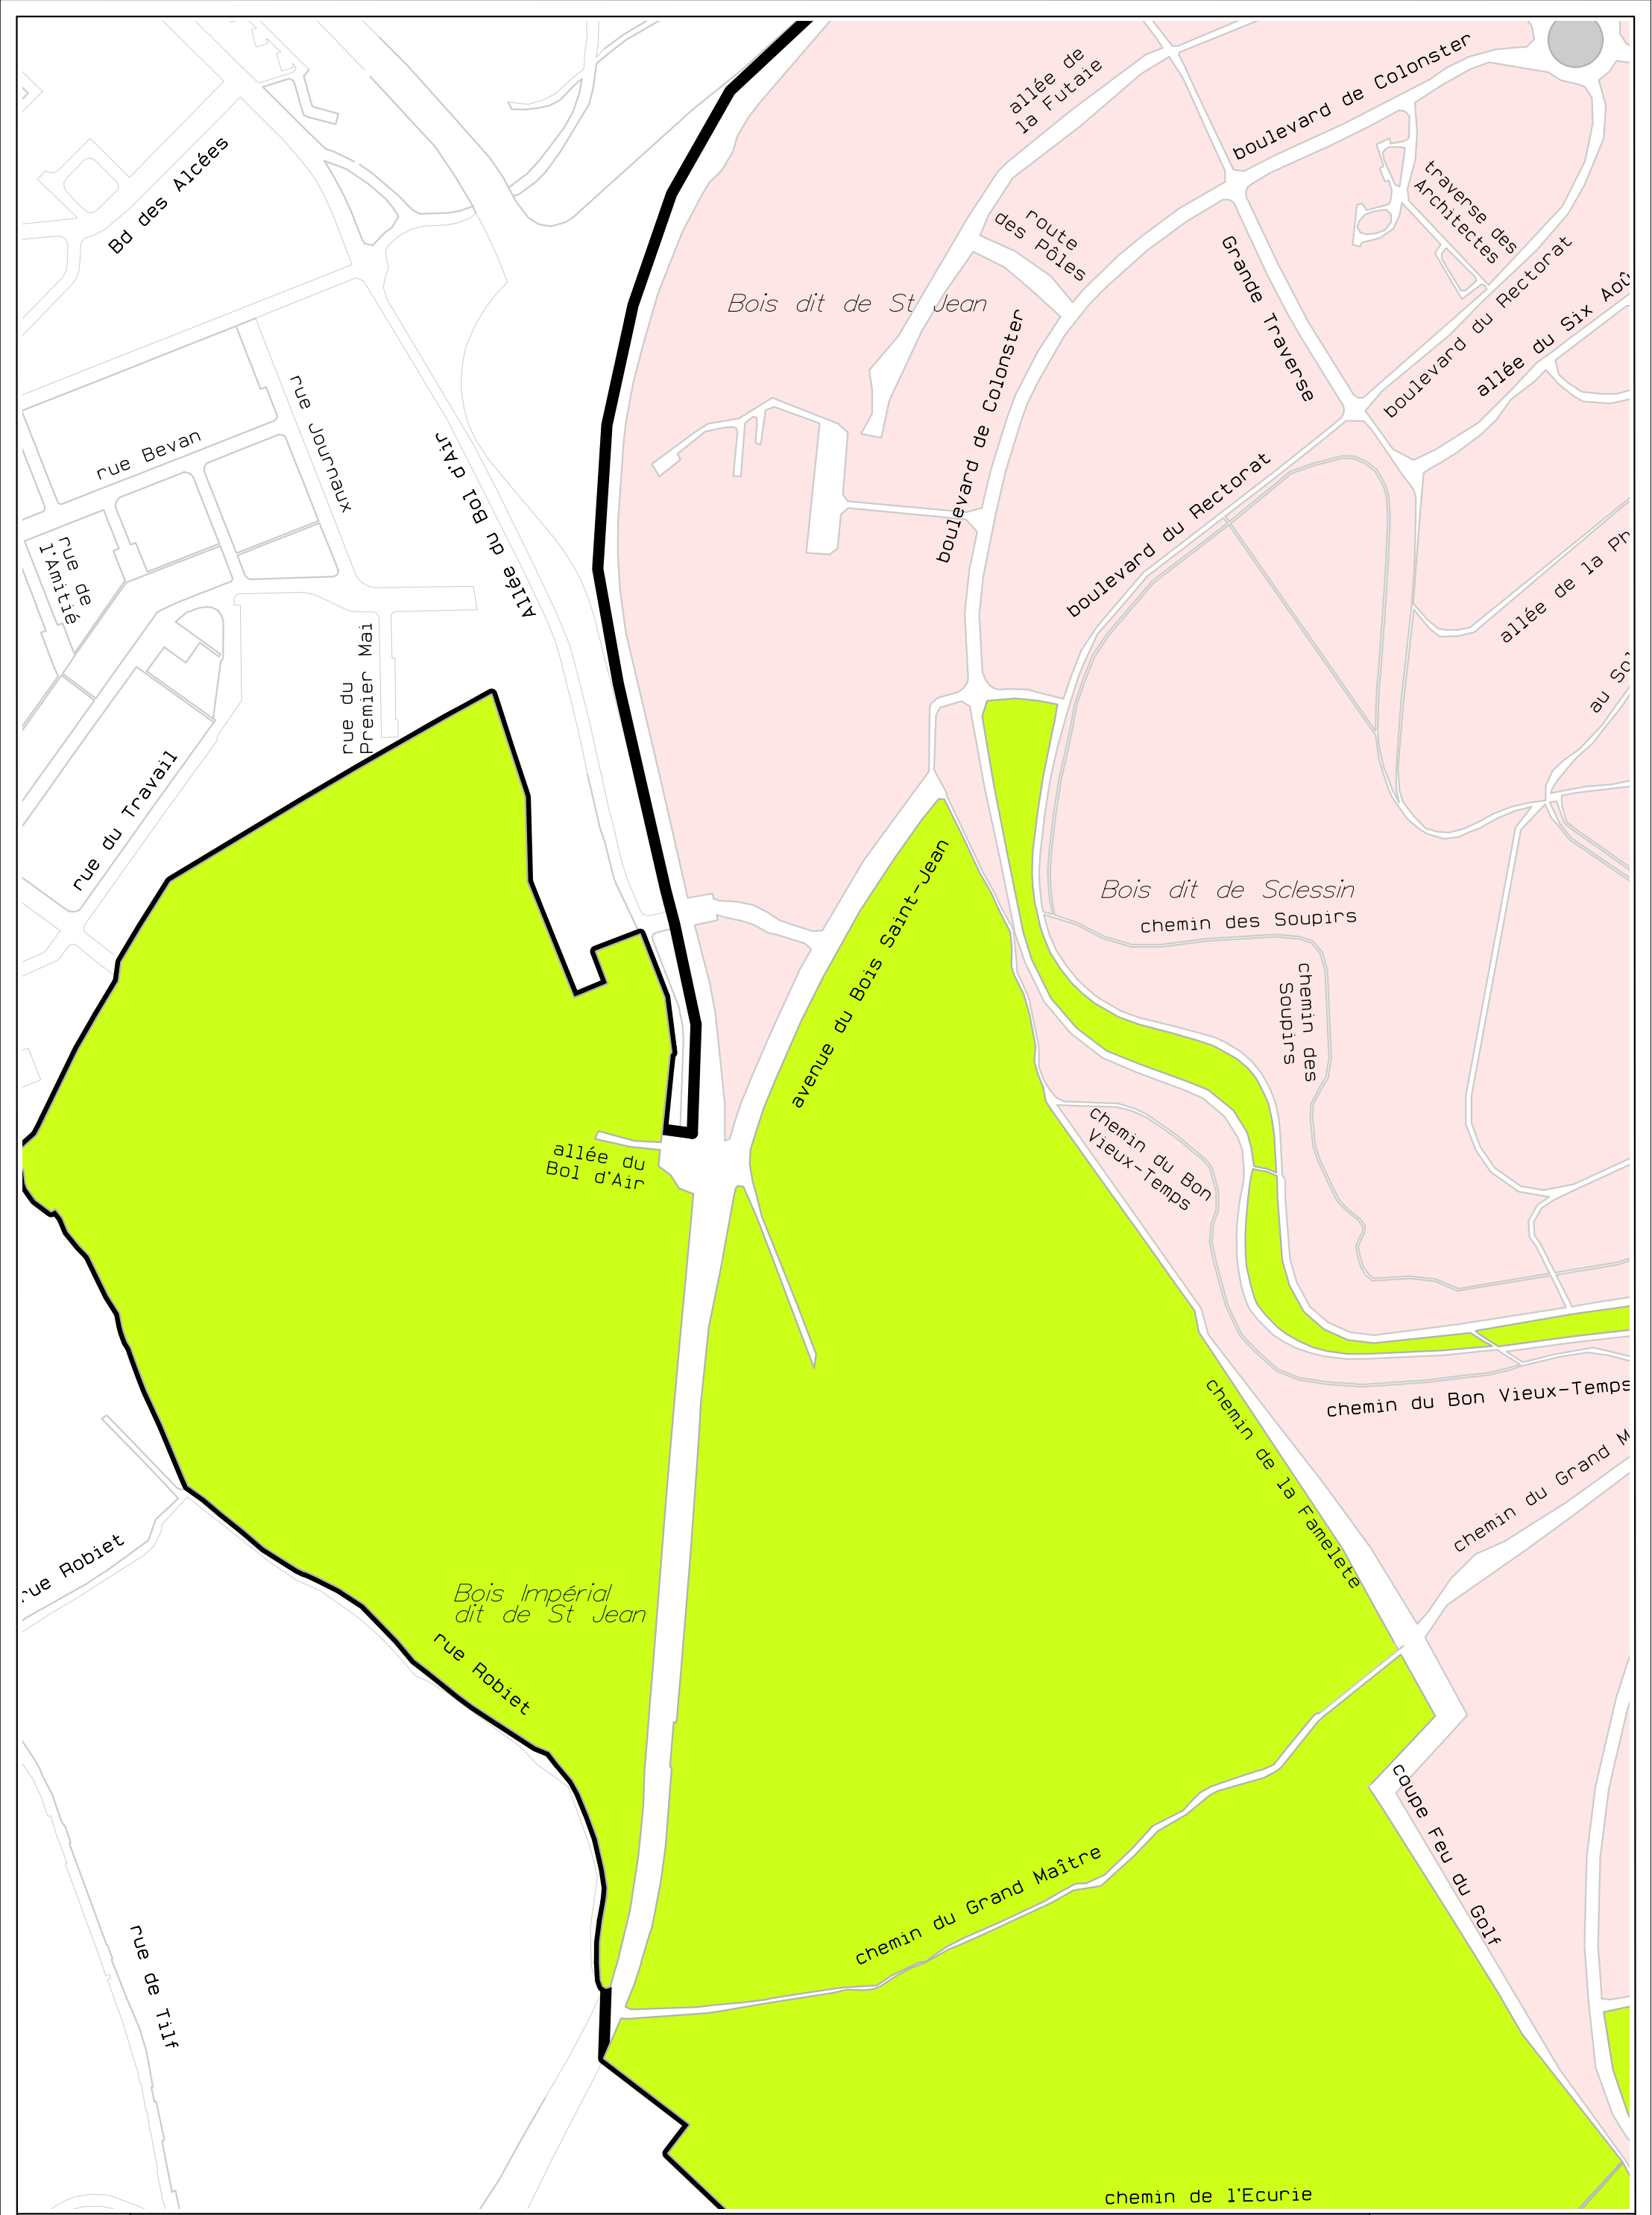 allée de
la Futaie
boulevard de Colonster
Bd des Alcées
traverse des
Architectes
route
des Pôles
Grande Traverse
boulevard du Rectorat
Bois dit de St Jean
allée du Six Aoû
boulevard de Colonster
rue Journaux
rue Bevan
Allée du Bol d'Air
boulevard du Rectorat
rue de
l'Amitié
allée de la Ph
rue du
Premier Mai
au So
rue du Travail
avenue du Bois Saint-Jean
Bois dit de Sclessin
chemin des Soupirs
chemin des
Soupirs
chemin du Bon
Vieux-Temps
allée du
Bol d'Air
chemin de la Famelete
chemin du Bon Vieux-Temps
chemin du Grand M
rue Robiet
Bois Impérial
dit de St Jean
rue Robiet
coupe Feu du Golf
chemin du Grand Maître
rue de Tilf
chemin de l'Ecurie